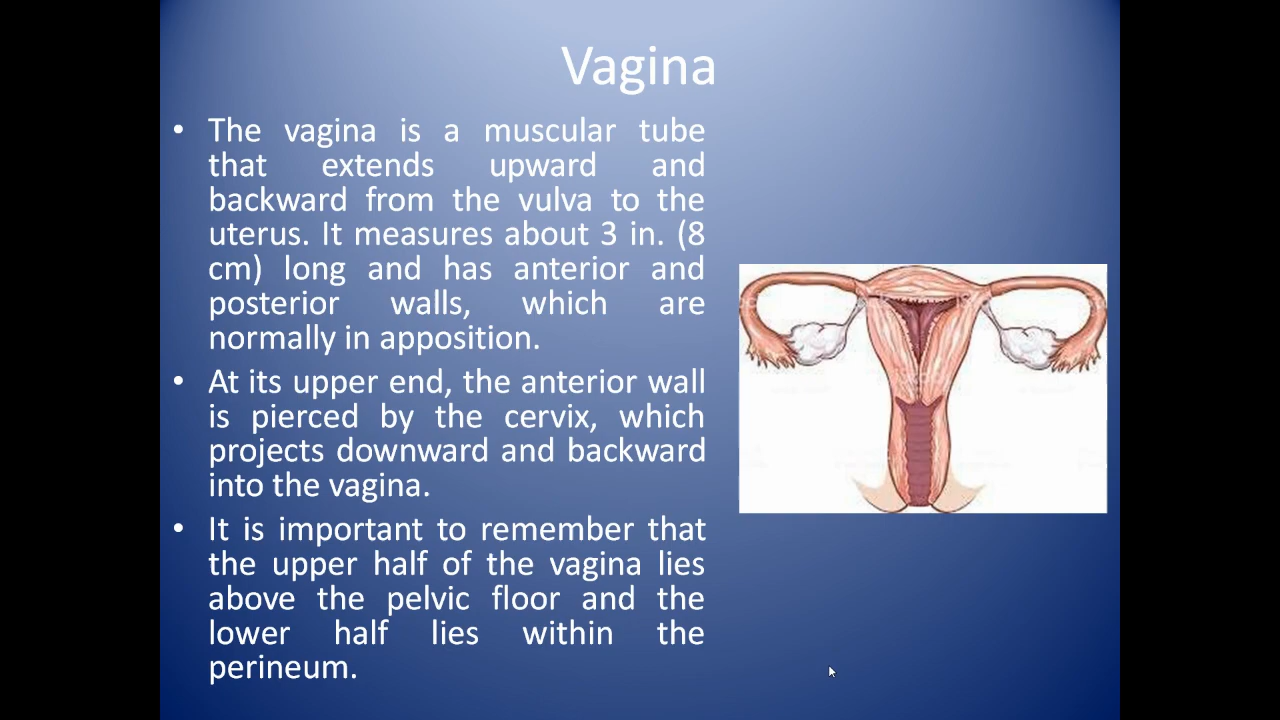 Vagina
• The vagina is a muscular tube
that extends upward and
backward from the vulva to the
uterus. It measures about 3 in. (8
cm) long and has anterior and
posterior walls, which are
normally in apposition.
• At its upper end, the anterior wall
is pierced by the cervix, which
projects downward and backward
into the vagina.
• It is important to remember that
the upper half of the vagina lies
above the pelvic floor and the
lower half lies within the
perineum.